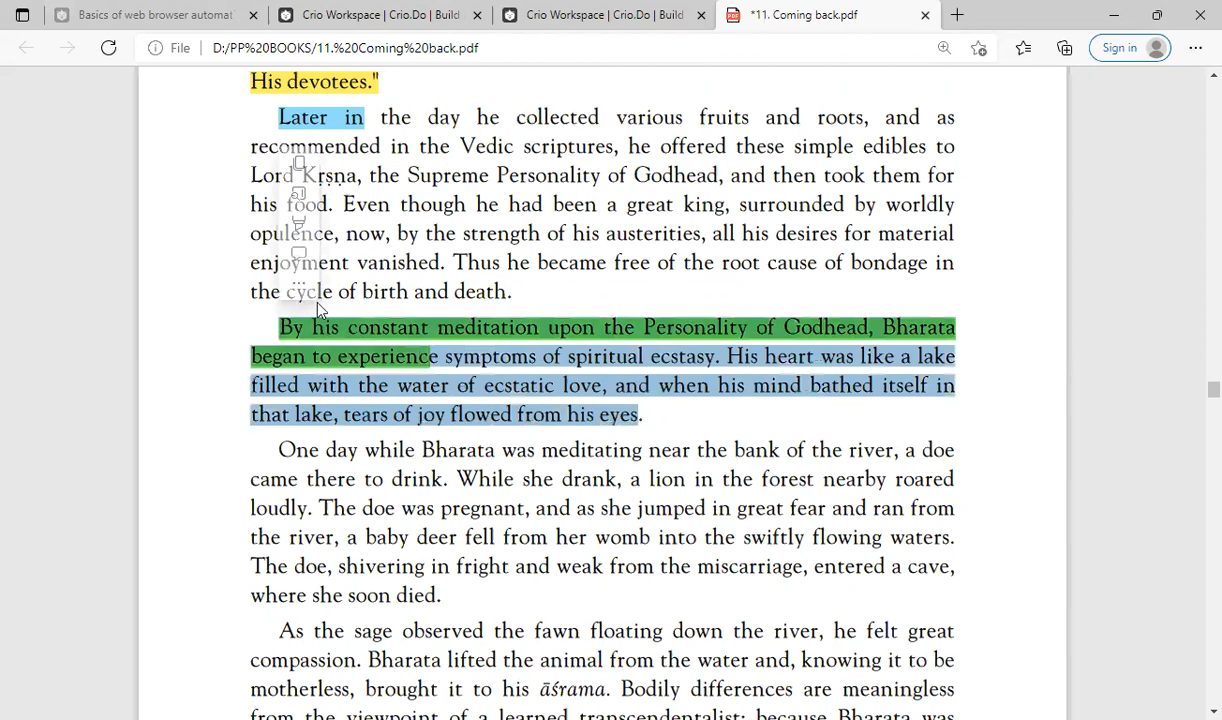 Basics of web browser automat
Crio Workspace | Crio.Do | Build
Crio Workspace | Crio.Do | Build
*11. Coming back.pdf
File
D:/PP%20BOOKS/11.%20Coming%20back.pdf
Sign in
His devotees."
Later in the day he collected various fruits and roots, and as
recommended in the Vedic scriptures, he offered these simple edibles to
Lord Kṛṣṇa, the Supreme Personality of Godhead, and then took them for
his food. Even though he had been a great king, surrounded by worldly
opulence, now, by the strength of his austerities, all his desires for material
enjoyment vanished. Thus he became free of the root cause of bondage in
the cycle of birth and death.
By his constant meditation upon the Personality of Godhead, Bharata
began to experience symptoms of spiritual ecstasy. His heart was like a lake
filled with the water of ecstatic love, and when his mind bathed itself in
that lake, tears of joy flowed from his eyes.
One day while Bharata was meditating near the bank of the river, a doe
came there to drink. While she drank, a lion in the forest nearby roared
loudly. The doe was pregnant, and as she jumped in great fear and ran from
the river, a baby deer fell from her womb into the swiftly flowing waters.
The doe, shivering in fright and weak from the miscarriage, entered a cave,
where she soon died.
As the sage observed the fawn floating down the river, he felt great
compassion. Bharata lifted the animal from the water and, knowing it to be
motherless, brought it to his āśrama. Bodily differences are meaningless
from the viewpoint of a learned transcendentalist; because Bharata was